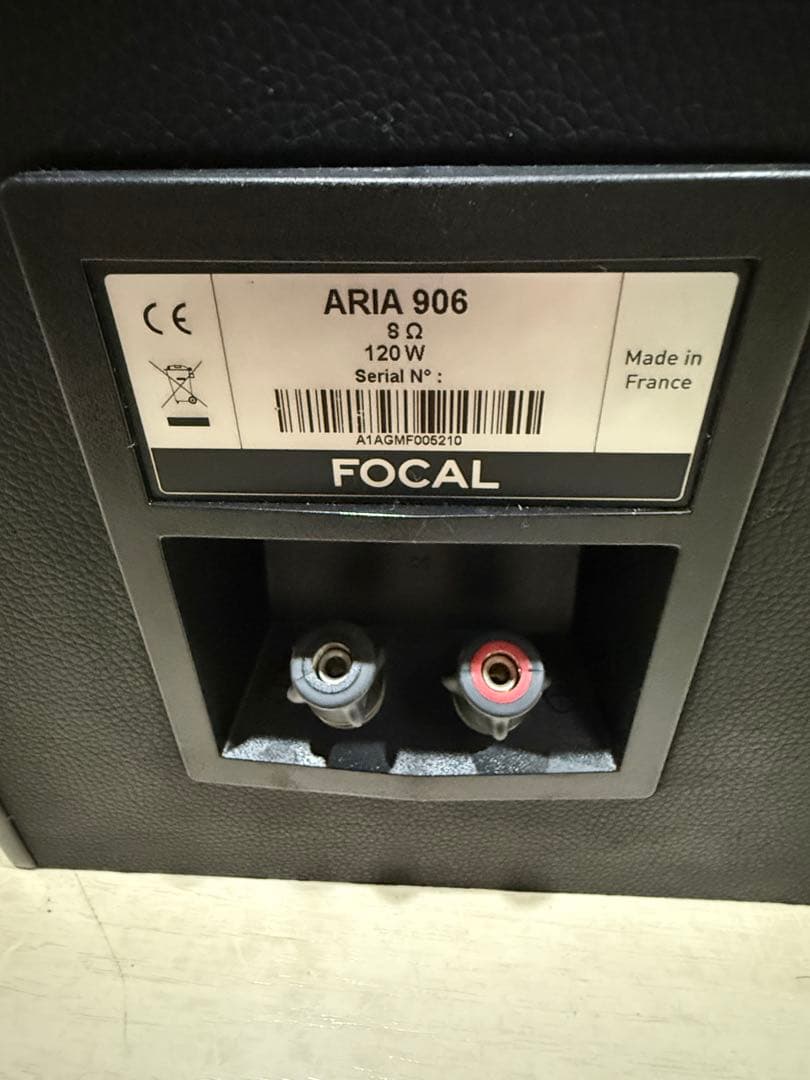 CE
ARIA 906
8 Ω
120 W
Serial N° :
A1AGMF005210
Made in
France
FOCAL